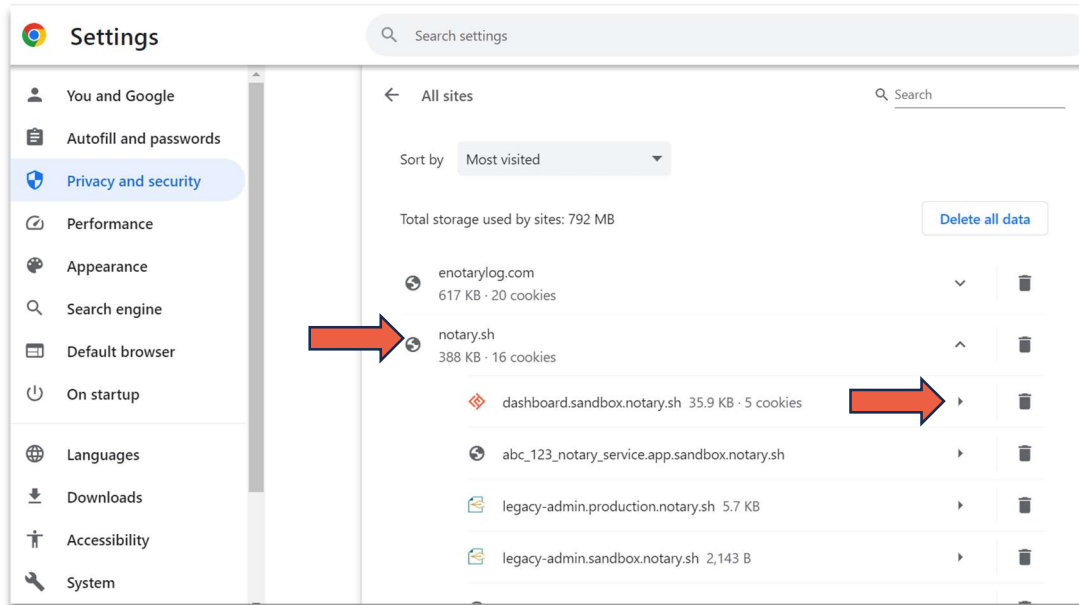 Settings
Search settings
You and Google
Autofill and passwords
Privacy and security
Performance
Appearance
Search engine
Default browser
On startup
Languages
Downloads
Accessibility
System
All sites
Search
Sort by Most visited
Total storage used by sites: 792 MB
Delete all data
enotarylog.com
617 KB · 20 cookies
notary.sh
388 KB · 16 cookies
dashboard.sandbox.notary.sh 35.9 KB · 5 cookies
abc_123_notary_service.app.sandbox.notary.sh
legacy-admin.production.notary.sh 5.7 KB
legacy-admin.sandbox.notary.sh 2,143 B